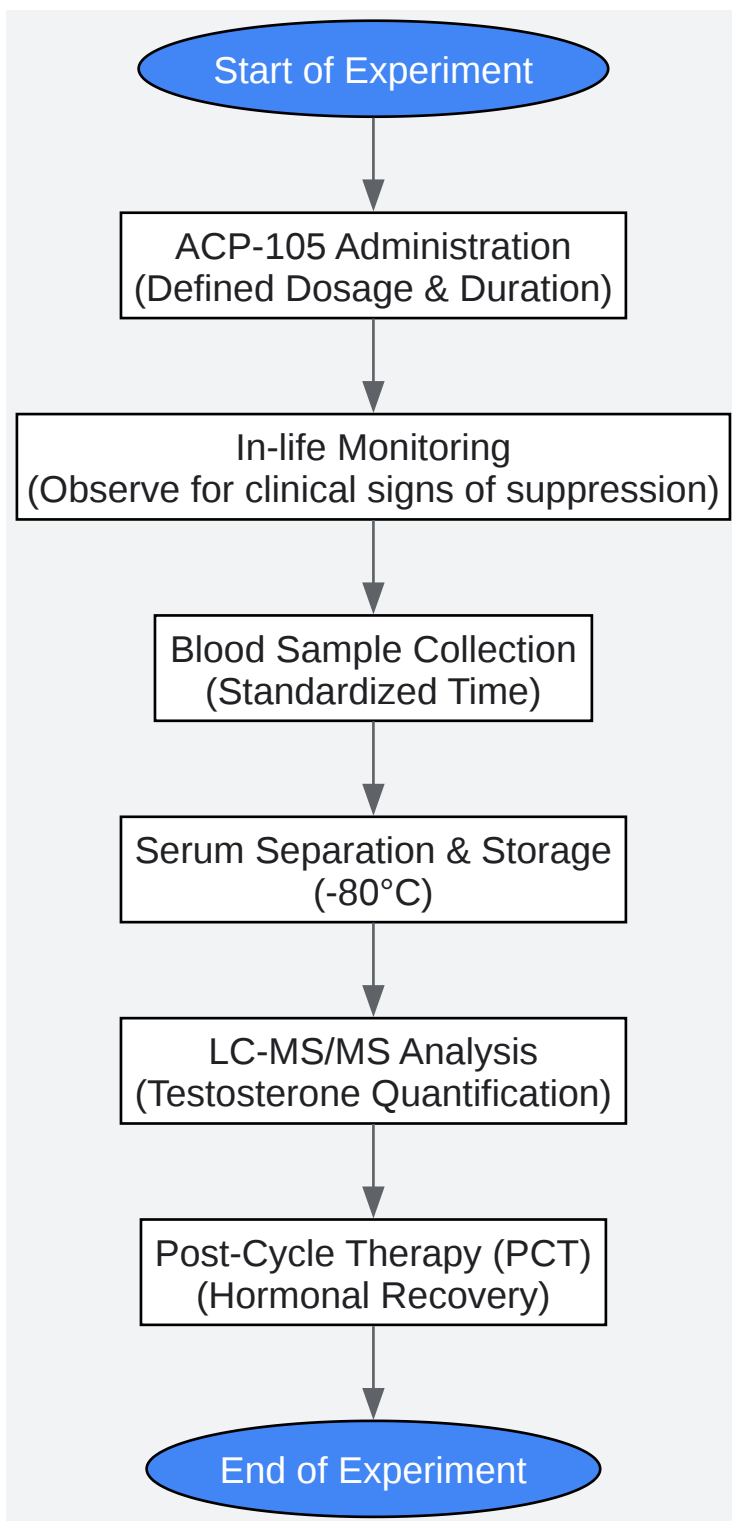 Start of Experiment
ACP-105 Administration
(Defined Dosage & Duration)
In-life Monitoring
(Observe for clinical signs of suppression)
Blood Sample Collection
(Standardized Time)
Serum Separation & Storage
(-80°C)
LC-MS/MS Analysis
(Testosterone Quantification)
Post-Cycle Therapy (PCT)
(Hormonal Recovery)
End of Experiment